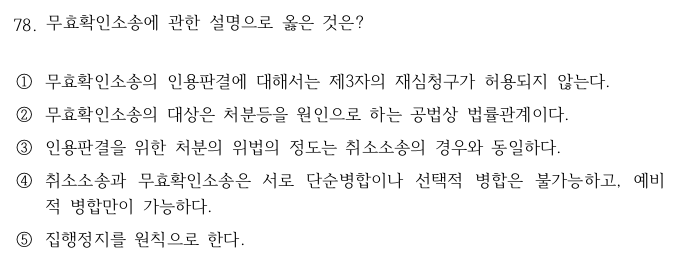 78. 무효확인소송에 관한 설명으로 옳은 것은?
① 무효확인소송의 인용판결에 대해서는 제3자의 재심청구가 허용되지 않는다.
② 무효확인소송의 대상은 처분등을 원인으로 하는 공법상 법률관계이다.
③ 인용판결을 위한 처분의 위법의 정도는 취소소송의 경우와 동일하다.
④ 취소소송과 무효확인소송은 서로 단순병합이나 선택적 병합은 불가능하고, 예비
적 병합만이 가능하다.
⑤ 집행정지를 원칙으로 한다.